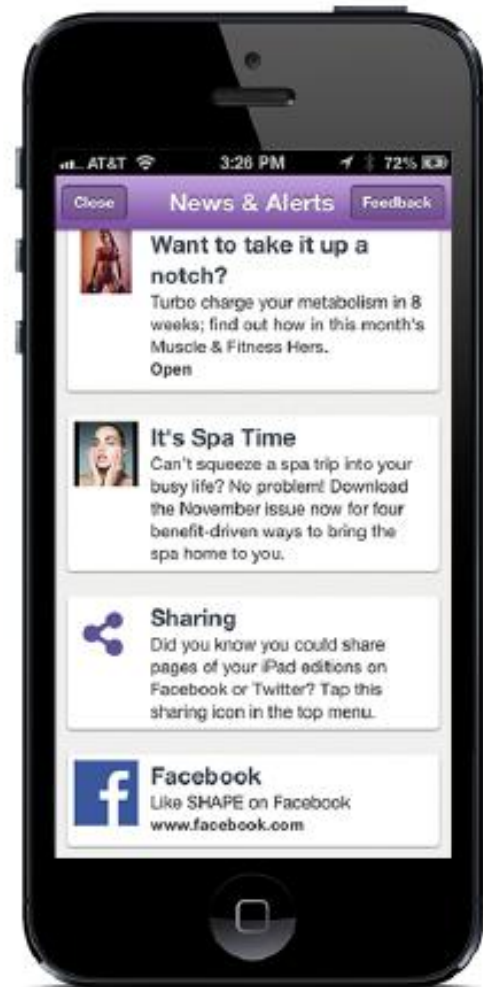 AT&T 3:26 PM 72%
Close News & Alerts Feedback
Want to take it up a
notch?
Turbo charge your metabolism in 8
weeks; find out how in this month's
Muscle & Fitness Hers.
Open
It's Spa Time
Can't squeeze a spa trip into your
busy life? No problem! Download
the November issue now for four
benefit-driven ways to bring the
spa home to you.
Sharing
Did you know you could share
pages of your iPad editions on
Facebook or Twitter? Tap this
sharing icon in the top menu.
f
Facebook
Like SHAPE on Facebook
www.facebook.com